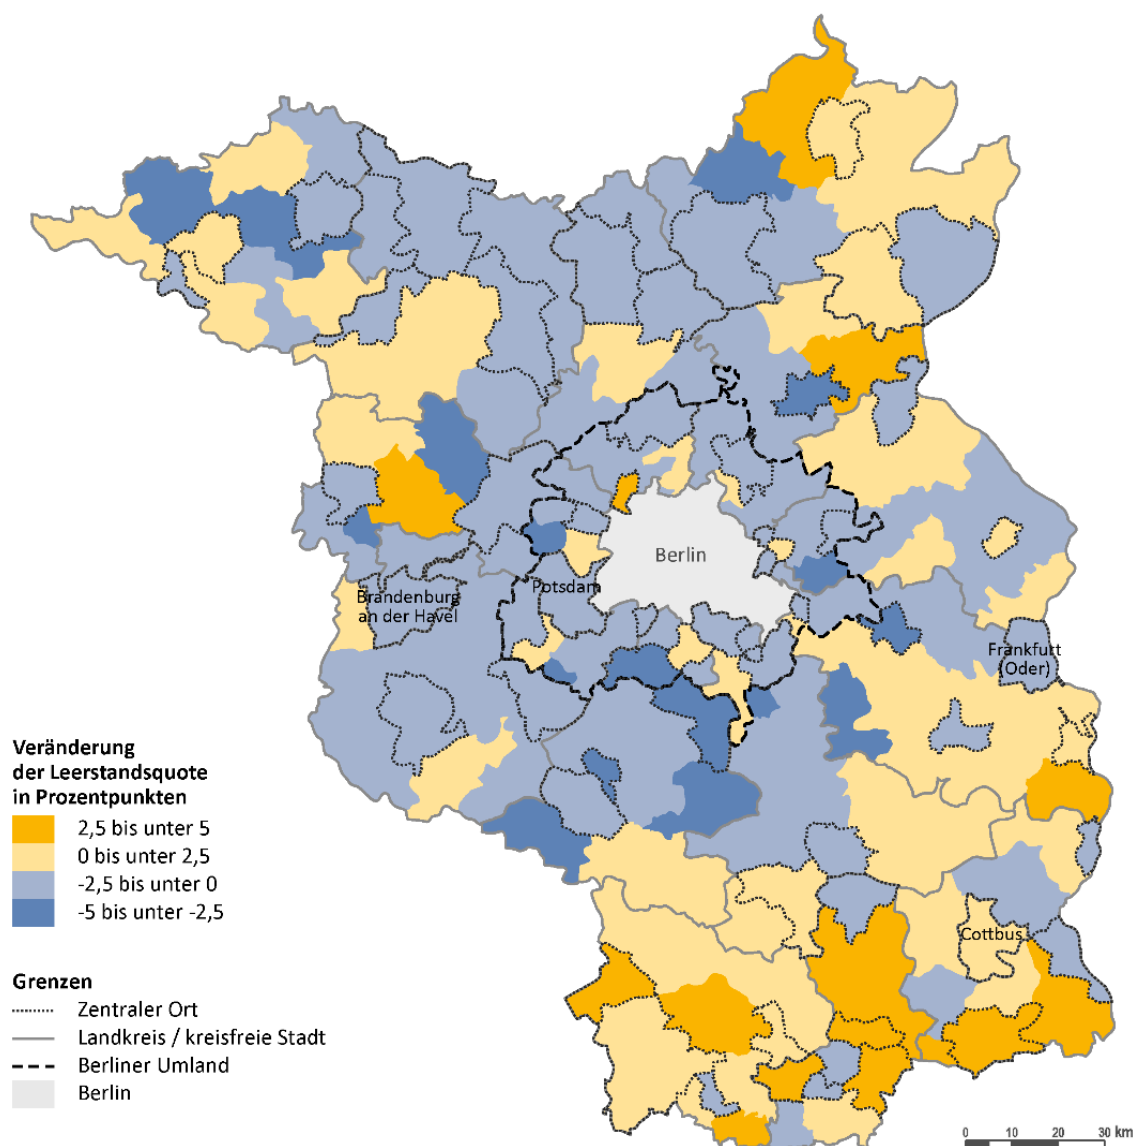 Berlin
Potsdam
Brandenburg
an der Havel
Frankfurt
(Oder)
Cottbus
Veränderung
der Leerstandsquote
in Prozentpunkten
2,5 bis unter 5
0 bis unter 2,5
-2,5 bis unter 0
-5 bis unter -2,5
Grenzen
Zentraler Ort
Landkreis / kreisfreie Stadt
Berliner Umland
Berlin
0 10 20 30 km